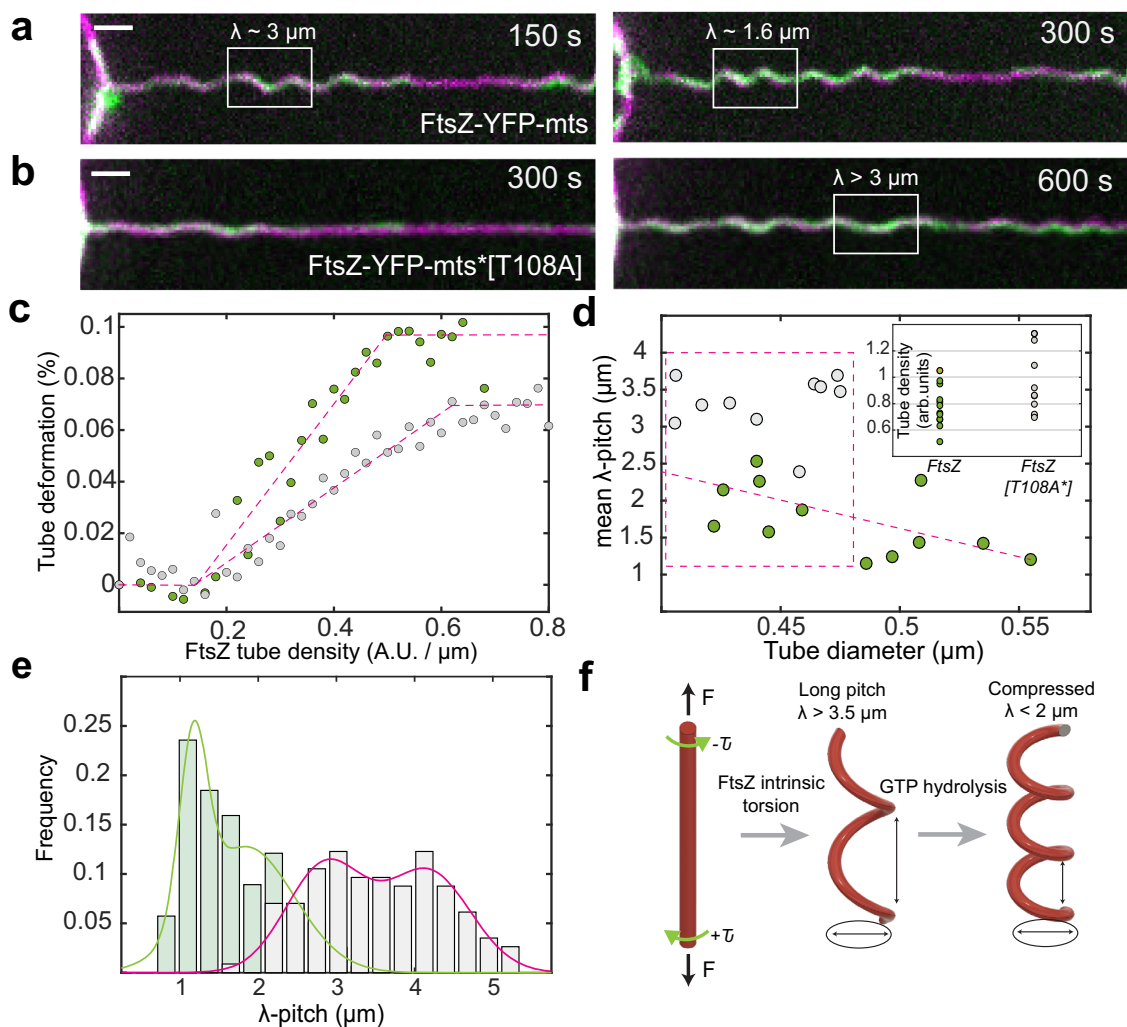 a
λ ~ 3 µm
150 s
FtsZ-YFP-mts
λ ~ 1.6 µm
300 s
b
300 s
FtsZ-YFP-mts*[T108A]
λ > 3 µm
600 s
c
Tube deformation (%)
0.1
0.08
0.06
0.04
0.02
0
0.2
0.4
0.6
0.8
FtsZ tube density (A.U. / µm)
d
mean λ-pitch (µm)
4
3.5
3
2.5
2
1.5
1
0.45
0.5
0.55
Tube diameter (µm)
Tube density
(arb.units)
1.2
1
0.8
0.6
FtsZ
FtsZ
[T108A*]
e
Frequency
0.25
0.2
0.15
0.1
0.05
1
2
3
4
5
λ-pitch (µm)
f
F
-τ
+τ
F
FtsZ intrinsic
torsion
Long pitch
λ > 3.5 µm
GTP hydrolysis
Compressed
λ < 2 µm